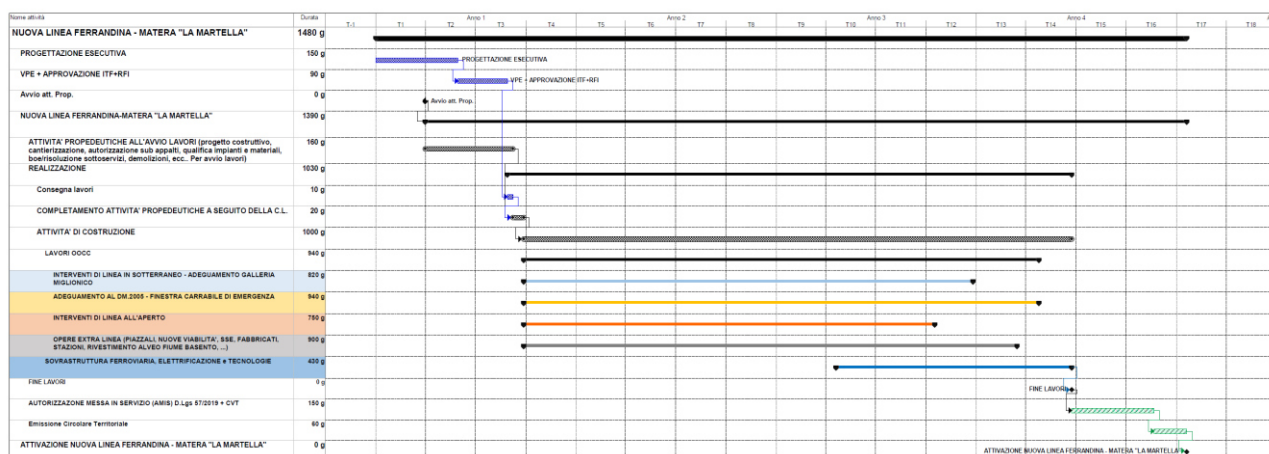 Nome attività Durata Anno 1 Anno 2 Anno 3 Anno 4 A
T-1 T1 T2 T3 T4 T5 T6 T7 T8 T9 T10 T11 T12 T13 T14 T15 T16 T17 T18
NUOVA LINEA FERRANDINA - MATERA "LA MARTELLA" 1480 g
PROGETTAZIONE ESECUTIVA 150 g PROGETTAZIONE ESECUTIVA
VPE + APPROVAZIONE ITF+RFI 90 g VPE + APPROVAZIONE ITF+RFI
Avvio att. Prop. 0 g Avvio att. Prop.
NUOVA LINEA FERRANDINA-MATERA "LA MARTELLA" 1390 g
ATTIVITA' PROPEDEUTICHE ALL'AVVIO LAVORI (progetto costruttivo, 160 g
cantierizzazione, autorizzazione sub appalti, qualifica impianti e materiali,
boe/risoluzione sottoservizi, demolizioni, ecc.. Per avvio lavori)
REALIZZAZIONE 1030 g
Consegna lavori 10 g
COMPLETAMENTO ATTIVITA' PROPEDEUTICHE A SEGUITO DELLA C.L. 20 g
ATTIVITA' DI COSTRUZIONE 1000 g
LAVORI OOCC 940 g
INTERVENTI DI LINEA IN SOTTERRANEO - ADEGUAMENTO GALLERIA 820 g
MIGLIONICO
ADEGUAMENTO AL DM.2005 - FINESTRA CARRABILE DI EMERGENZA 940 g
INTERVENTI DI LINEA ALL'APERTO 750 g
OPERE EXTRA LINEA (PIAZZALI, NUOVE VIABILITA', SSE, FABBRICATI, 900 g
STAZIONI, RIVESTIMENTO ALVEO FIUME BASENTO, ...)
SOVRASTRUTTURA FERROVIARIA, ELETTRIFICAZIONE e TECNOLOGIE 430 g
FINE LAVORI 0 g FINE LAVORI
AUTORIZZAZONE MESSA IN SERVIZIO (AMIS) D.Lgs 57/2019 + CVT 150 g
Emissione Circolare Territoriale 60 g
ATTIVAZIONE NUOVA LINEA FERRANDINA - MATERA "LA MARTELLA" 0 g ATTIVAZIONE NUOVA LINEA FERRANDINA - MATERA "LA MARTELLA